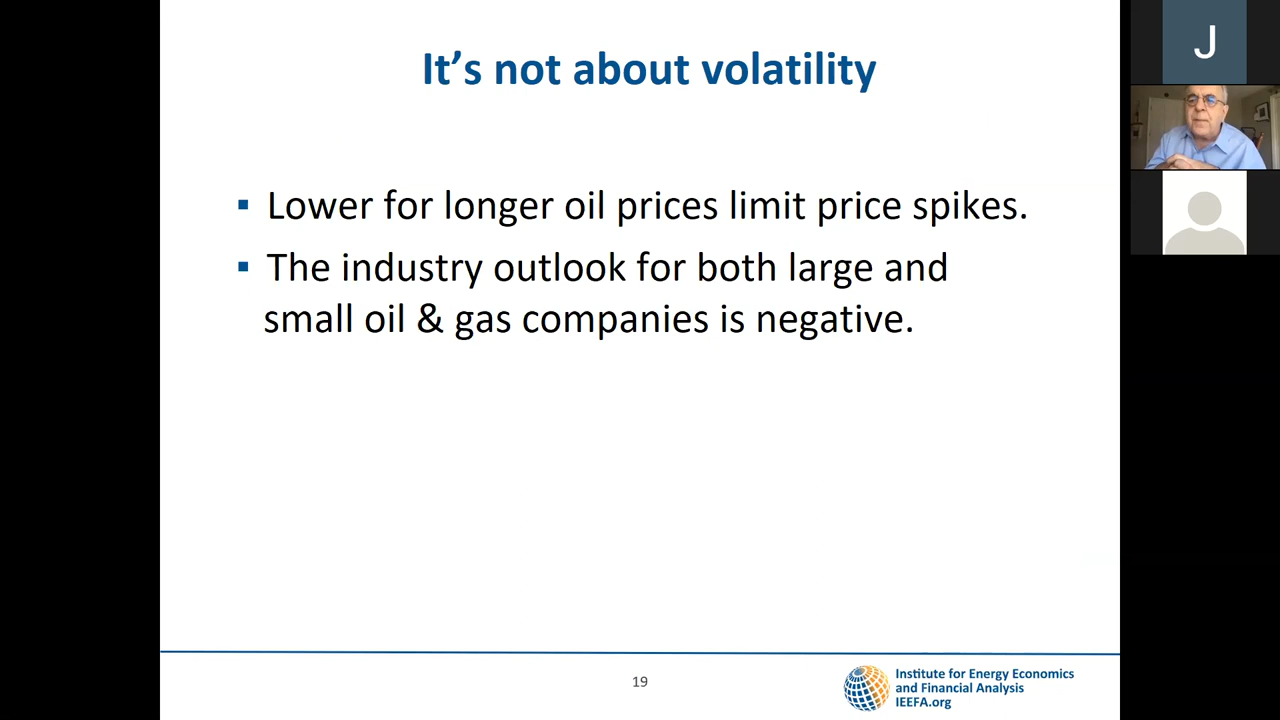 It's not about volatility
▪ Lower for longer oil prices limit price spikes.
▪ The industry outlook for both large and
small oil & gas companies is negative.
19
Institute for Energy Economics
and Financial Analysis
IEEFA.org
J